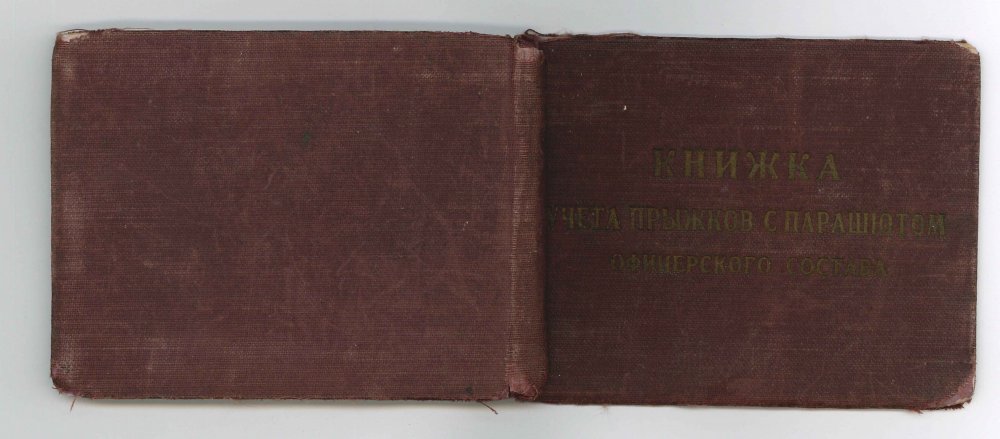 КНИЖКА
УЧЕТА ПРЫЖКОВ С ПАРАШЮТОМ
ОФИЦЕРСКОГО СОСТАВА